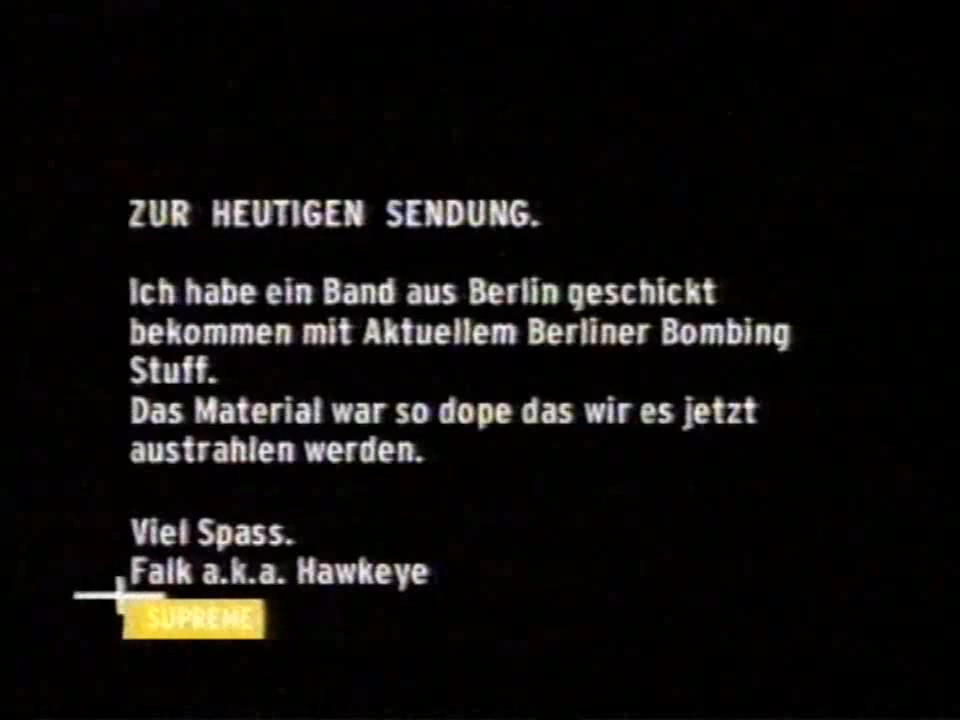 ZUR HEUTIGEN SENDUNG.
Ich habe ein Band aus Berlin geschickt
bekommen mit Aktuellem Berliner Bombing
Stuff.
Das Material war so dope das wir es jetzt
austrahlen werden.
Viel Spass.
Falk a.k.a. Hawkeye
SUPREME